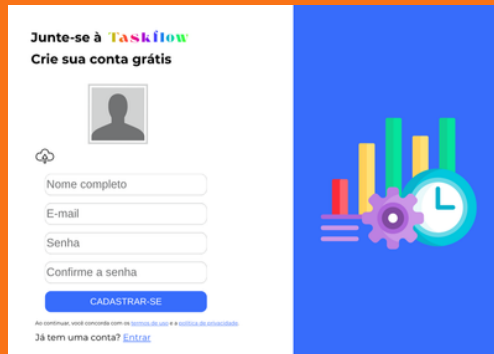 Junte-se à Taskflow
Crie sua conta grátis
Nome completo
E-mail
Senha
Confirme a senha
CADASTRAR-SE
Ao continuar, você concorda com os termos de uso e a política de privacidade.
Já tem uma conta? Entrar